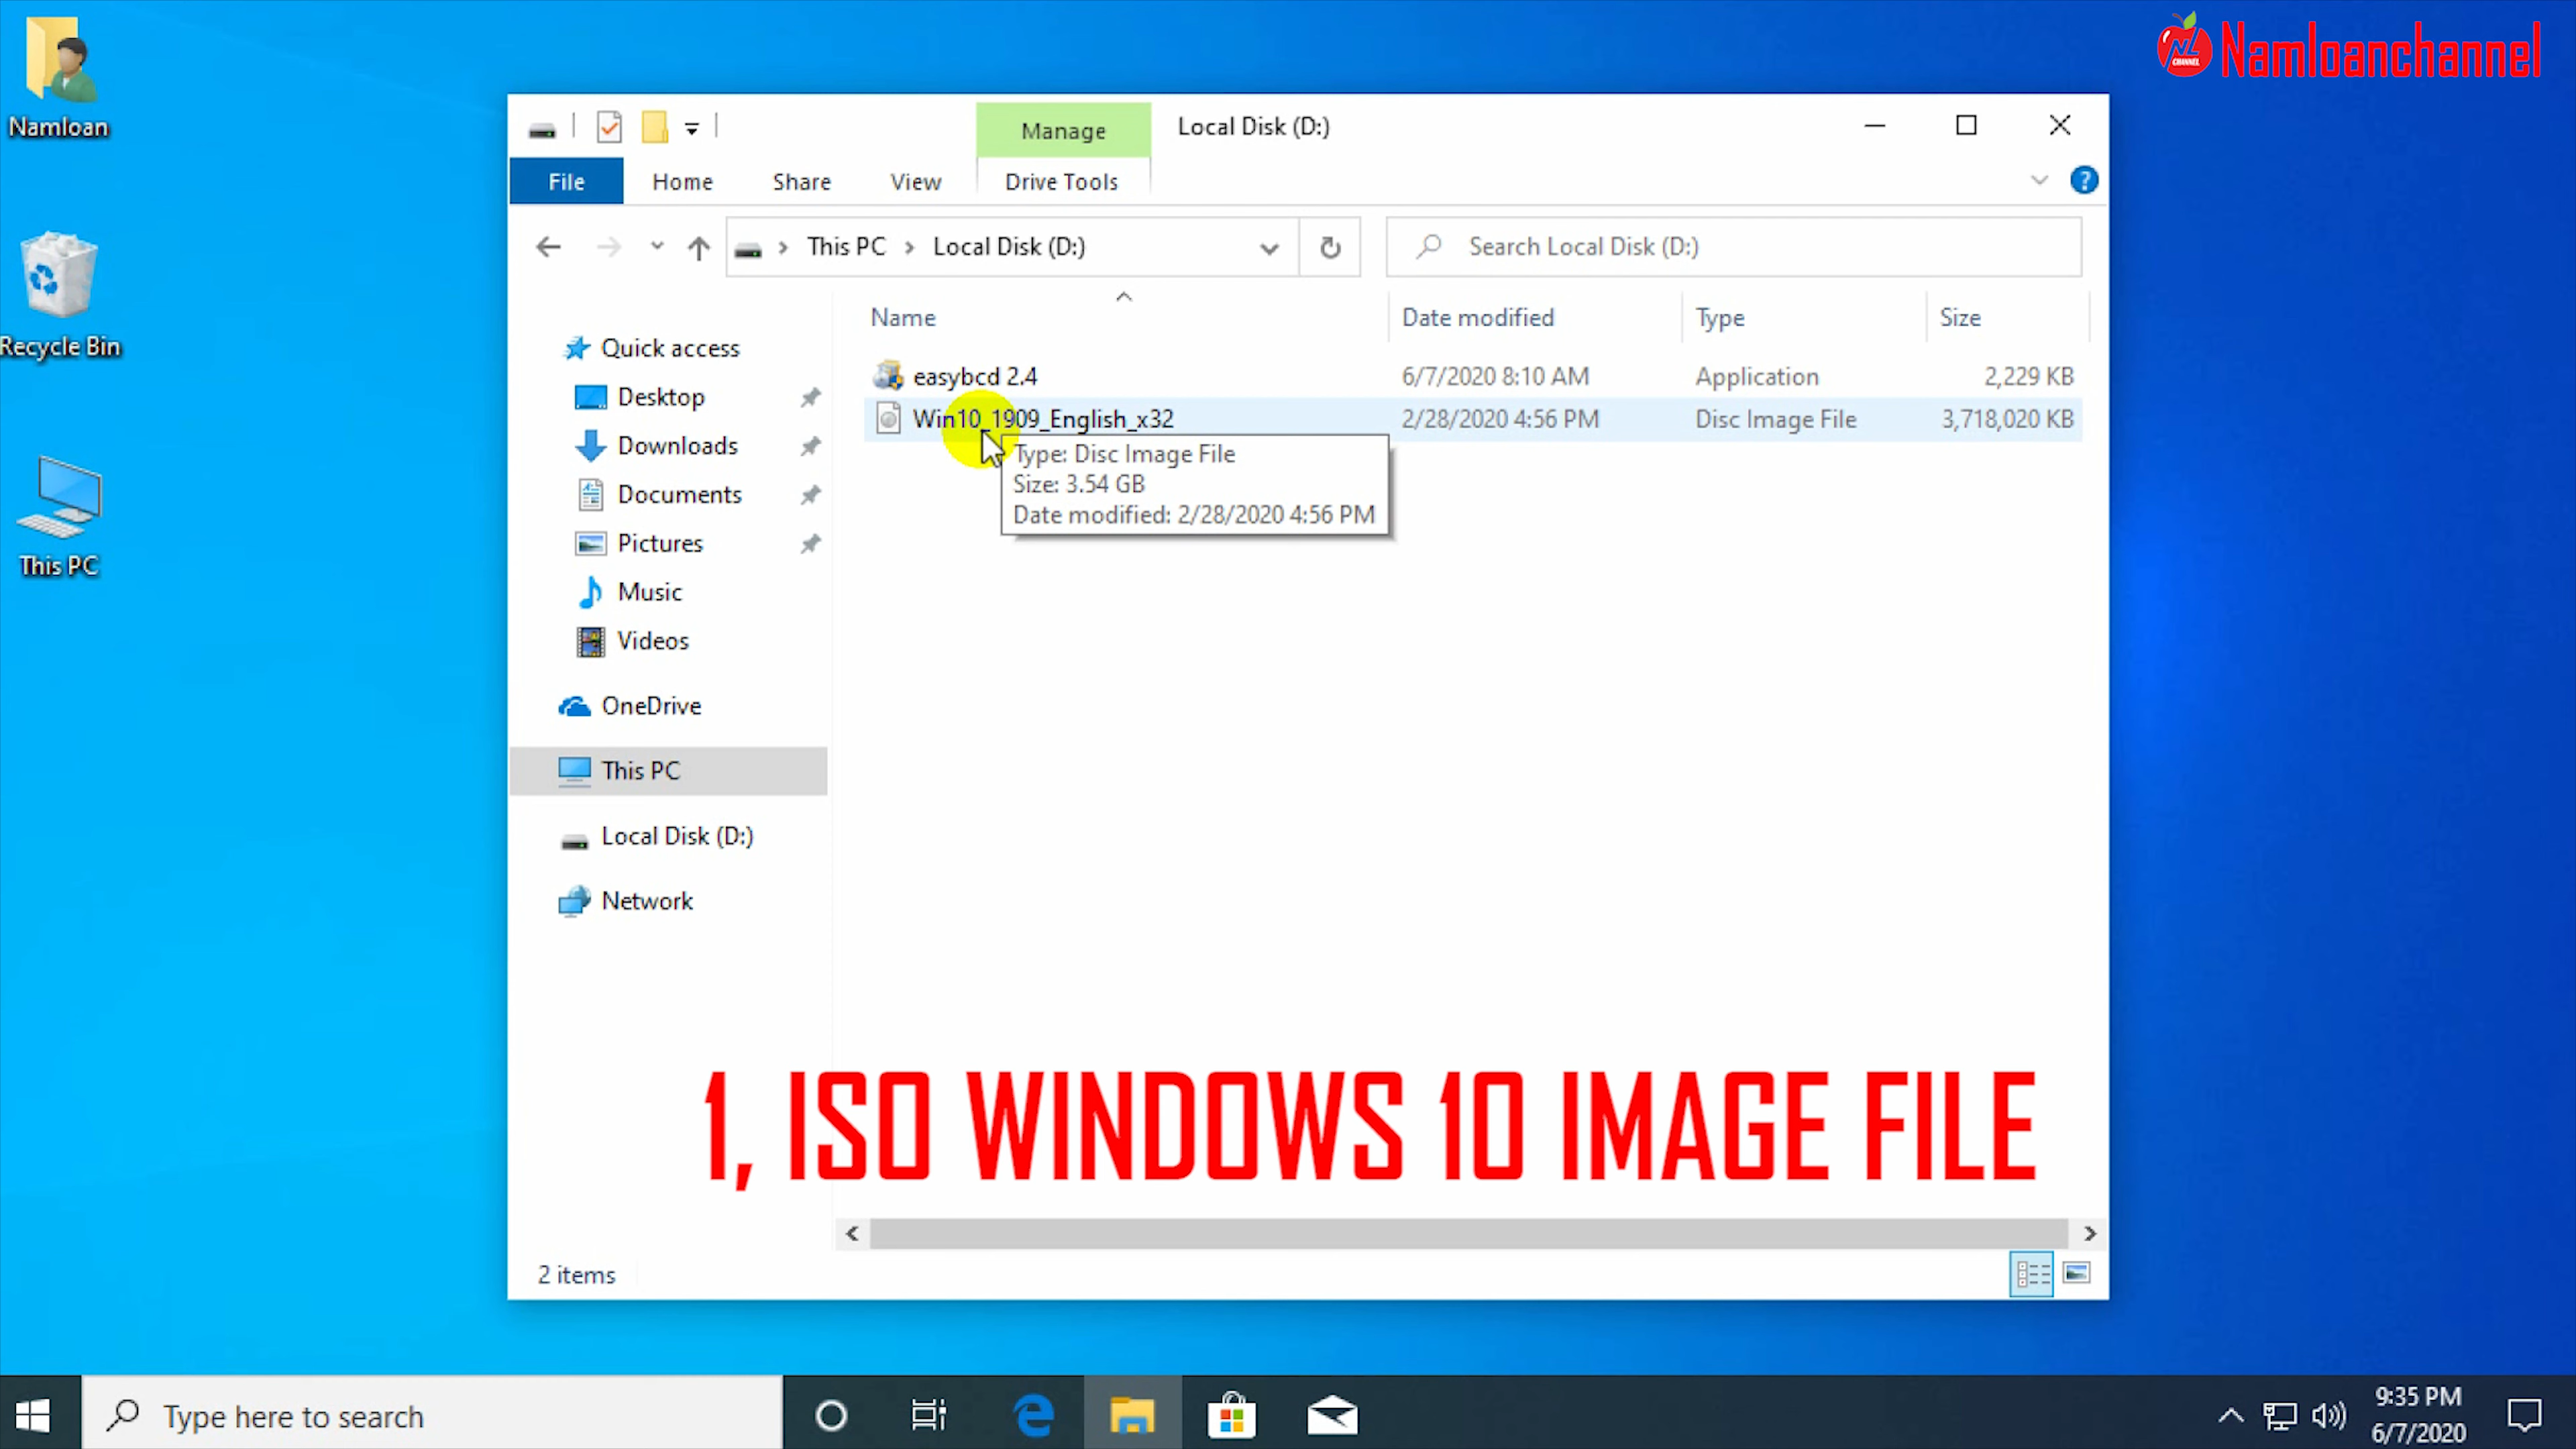 Namloan
Recycle Bin
This PC
NL
CHANNEL
Namloanchannel
Manage
Local Disk (D:)
File
Home
Share
View
Drive Tools
This PC
Local Disk (D:)
Search Local Disk (D:)
Name
Date modified
Type
Size
easybcd 2.4
6/7/2020 8:10 AM
Application
2,229 KB
Win10_1909_English_x32
2/28/2020 4:56 PM
Disc Image File
3,718,020 KB
Type: Disc Image File
Size: 3.54 GB
Date modified: 2/28/2020 4:56 PM
Quick access
Desktop
Downloads
Documents
Pictures
Music
Videos
OneDrive
This PC
Local Disk (D:)
Network
1, ISO WINDOWS 10 IMAGE FILE
2 items
Type here to search
9:35 PM
6/7/2020